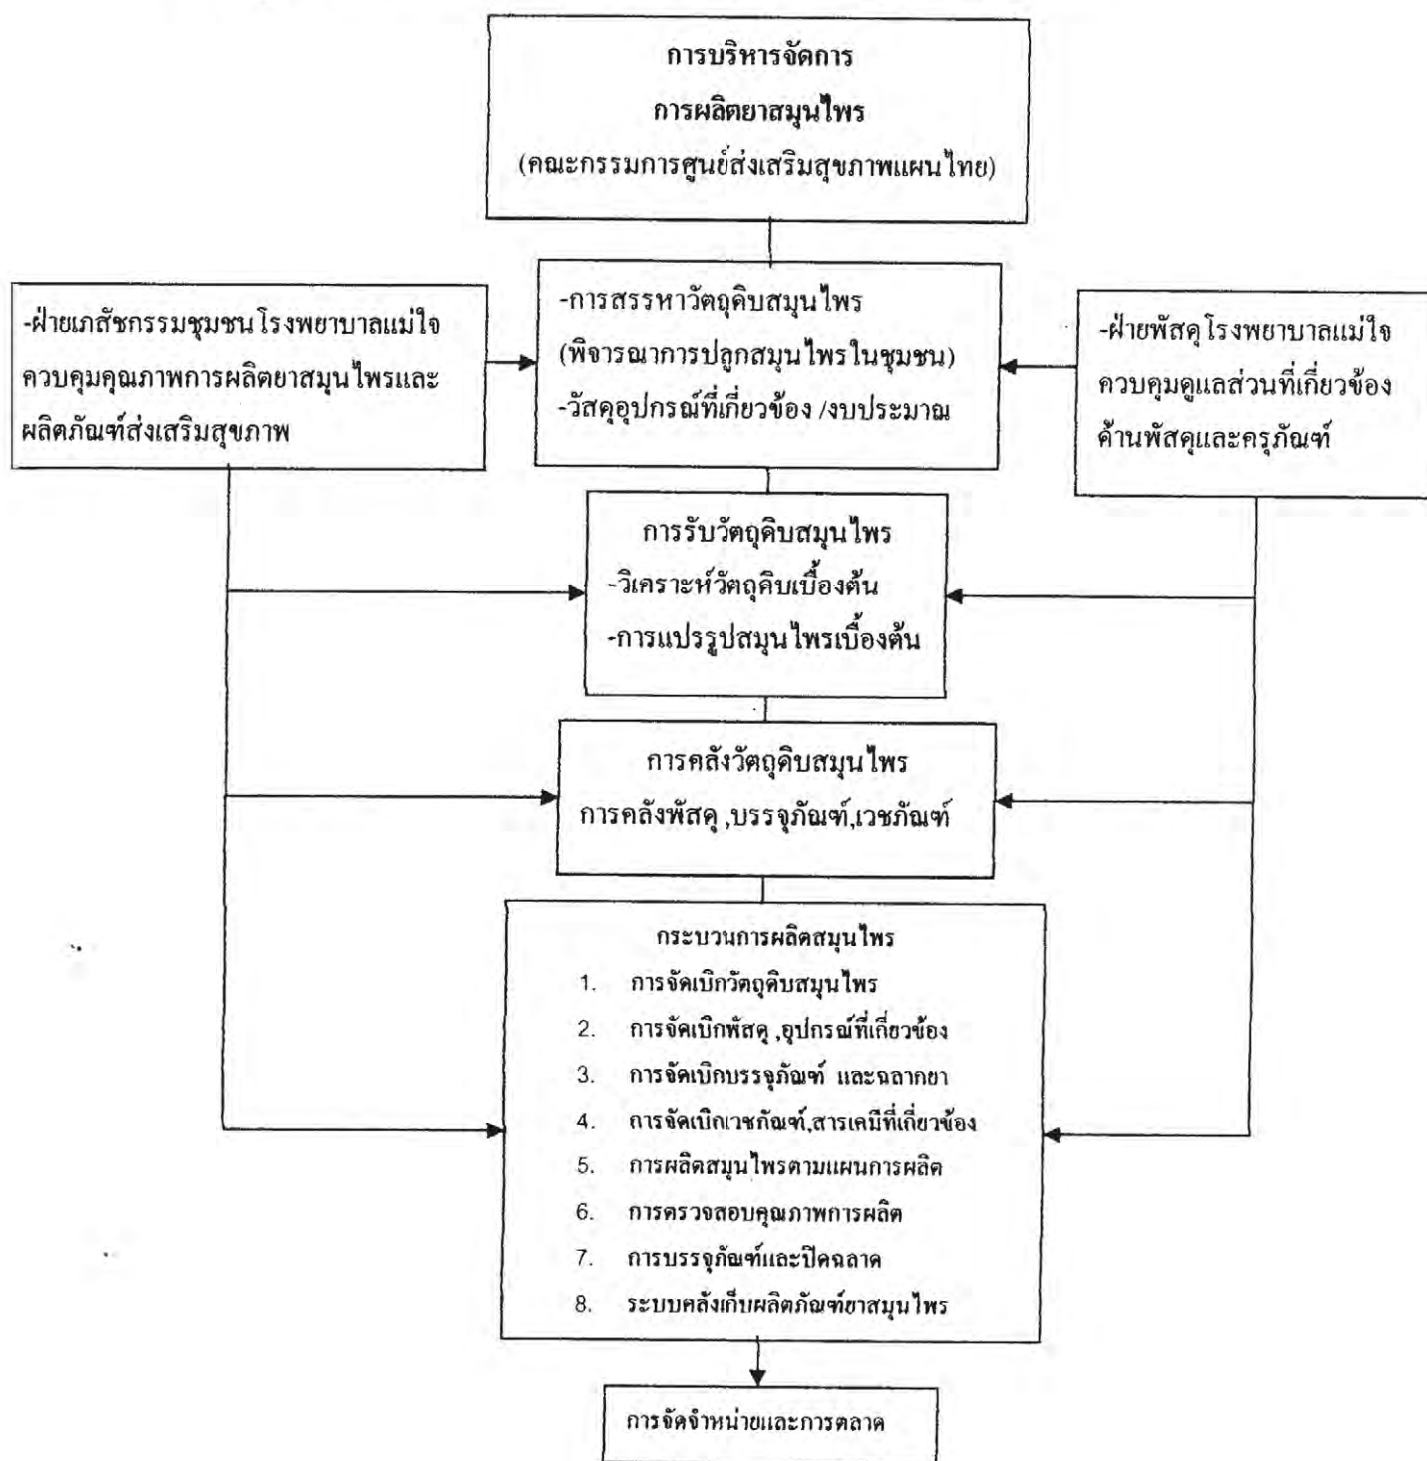 การบริหารจัดการ
การผลิตยาสมุนไพร
(คณะกรรมการศูนย์ส่งเสริมสุขภาพแผนไทย)
-ฝ่ายเภสัชกรรมชุมชนโรงพยาบาลแม่ใจ
ควบคุมคุณภาพการผลิตยาสมุนไพรและ
ผลิตภัณฑ์ส่งเสริมสุขภาพ
-การสรรหาวัตถุดิบสมุนไพร
(พิจารณาการปลูกสมุนไพรในชุมชน)
-วัสดุอุปกรณ์ที่เกี่ยวข้อง /งบประมาณ
-ฝ่ายพัสดุโรงพยาบาลแม่ใจ
ควบคุมดูแลส่วนที่เกี่ยวข้อง
ด้านพัสดุและครุภัณฑ์
การรับวัตถุดิบสมุนไพร
-วิเคราะห์วัตถุดิบเบื้องต้น
-การแปรรูปสมุนไพรเบื้องต้น
การคลังวัตถุดิบสมุนไพร
การคลังพัสดุ ,บรรจุภัณฑ์,เวชภัณฑ์
กระบวนการผลิตสมุนไพร
1. การจัดเบิกวัตถุดิบสมุนไพร
2. การจัดเบิกพัสดุ ,อุปกรณ์ที่เกี่ยวข้อง
3. การจัดเบิกบรรจุภัณฑ์ และฉลากยา
4. การจัดเบิกเวชภัณฑ์,สารเคมีที่เกี่ยวข้อง
5. การผลิตสมุนไพรตามแผนการผลิต
6. การตรวจสอบคุณภาพการผลิต
7. การบรรจุภัณฑ์และปิดฉลาด
8. ระบบคลังเก็บผลิตภัณฑ์ยาสมุนไพร
การจัดจำหน่ายและการตลาด